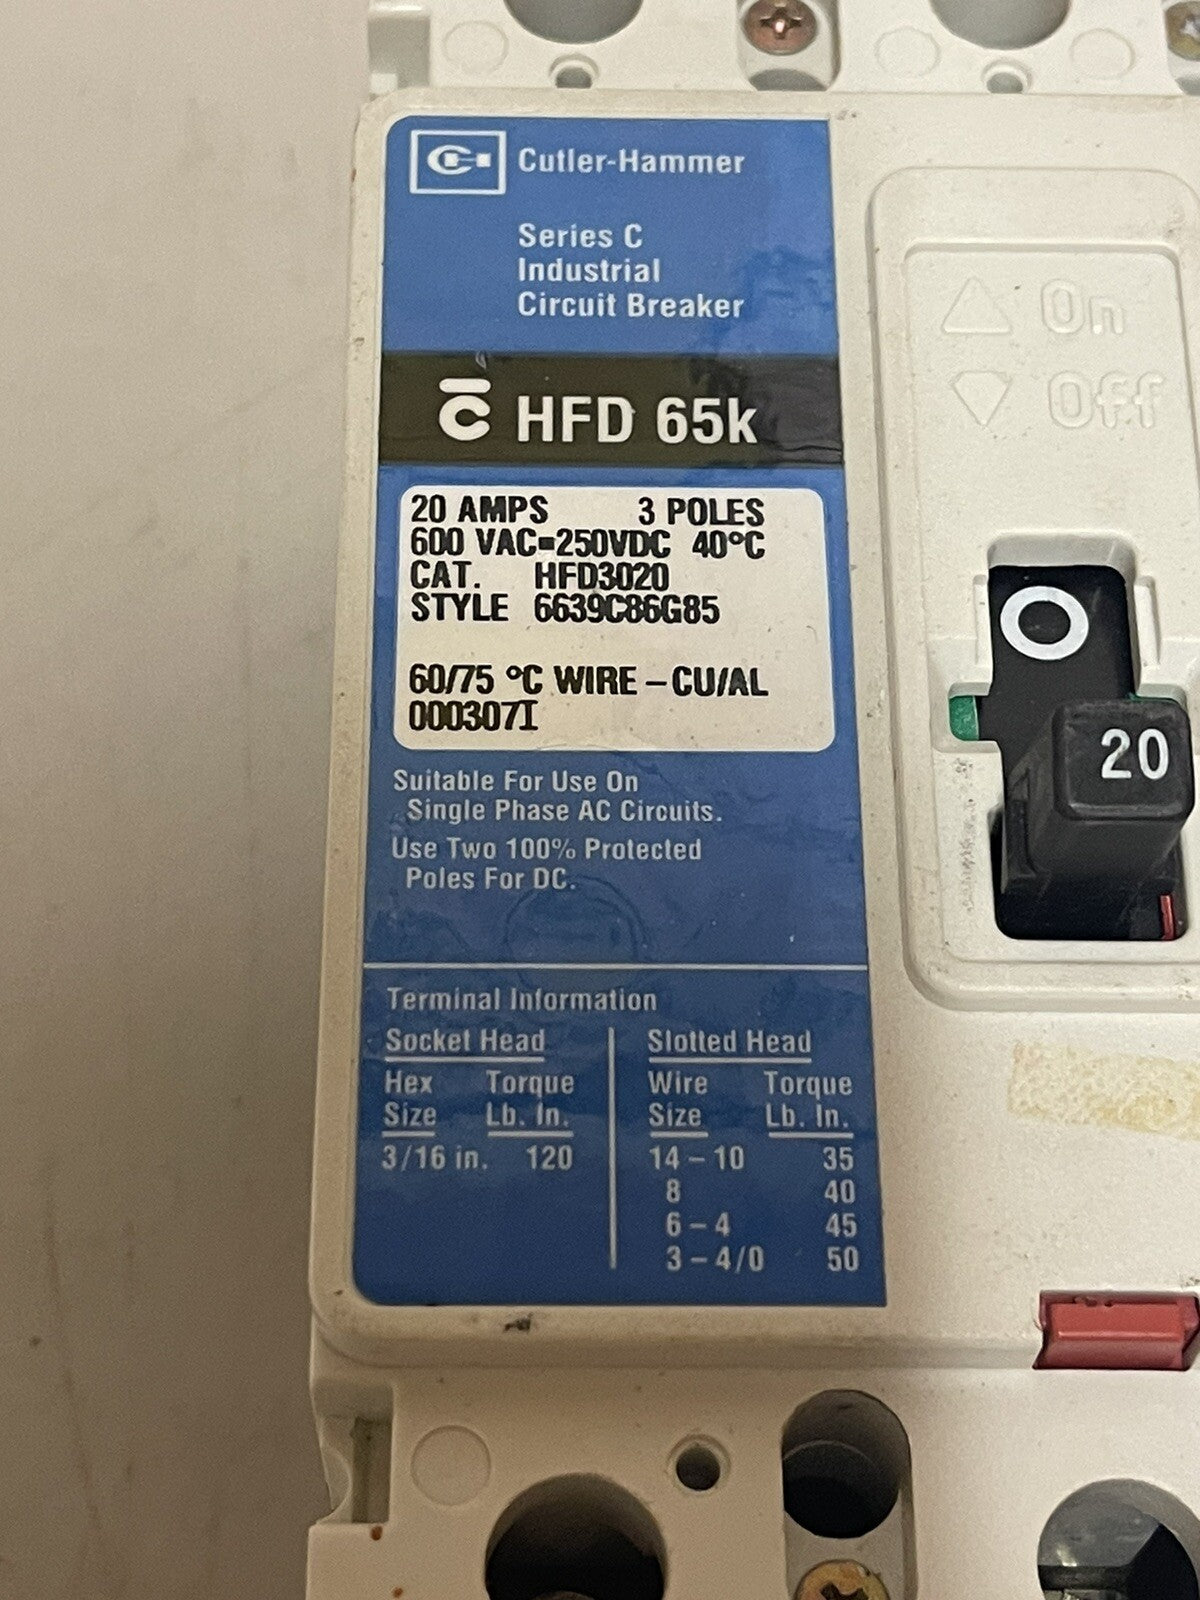 Cutler-Hammer
Series C
Industrial
Circuit Breaker
C̅ HFD 65k
20 AMPS 3 POLES
600 VAC=250VDC 40°C
CAT. HFD3020
STYLE 6639C86G85
60/75 °C WIRE – CU/AL
000307I
Suitable For Use On
Single Phase AC Circuits.
Use Two 100% Protected
Poles For DC.
Terminal Information
Socket Head
Hex Torque
Size Lb. In.
3/16 in. 120
Slotted Head
Wire Torque
Size Lb. In.
14 – 10 35
8 40
6 – 4 45
3 – 4/0 50
On
Off
O
20